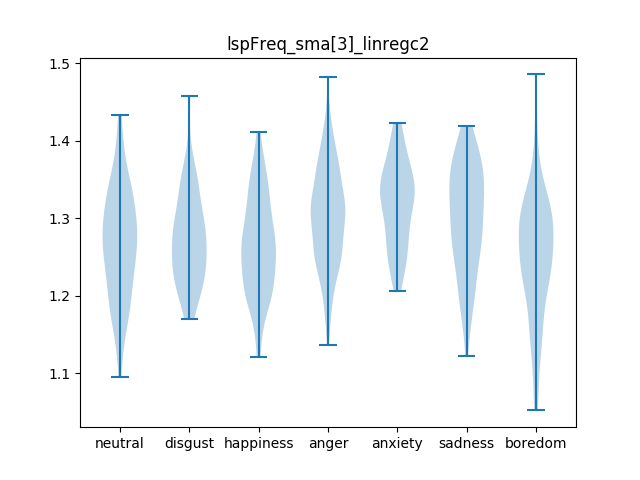 lspFreq_sma[3]_linregc2
1.5
1.4
1.3
1.2
1.1
neutral disgust happiness anger anxiety sadness boredom